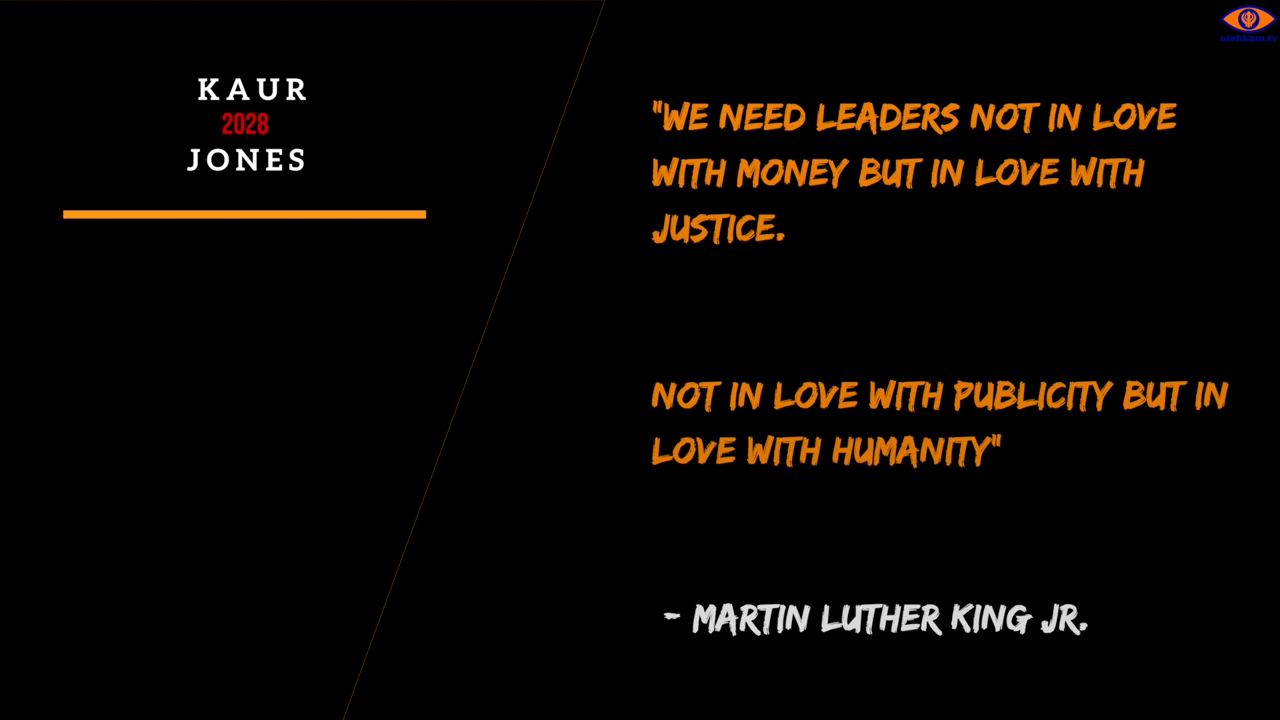 KAUR
2028
JONES
"WE NEED LEADERS NOT IN LOVE
WITH MONEY BUT IN LOVE WITH
JUSTICE.
NOT IN LOVE WITH PUBLICITY BUT IN
LOVE WITH HUMANITY"
- MARTIN LUTHER KING JR.